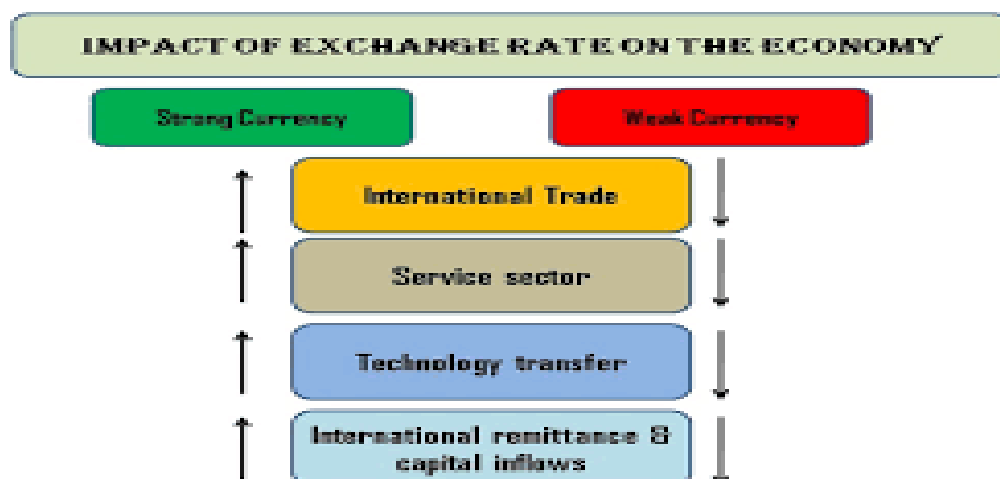 IMPACT OF EXCHANGE RATE ON THE ECONOMY
Strong Currency
Weak Currency
International Trade
Service sector
Technology transfer
International remittance &
capital inflows